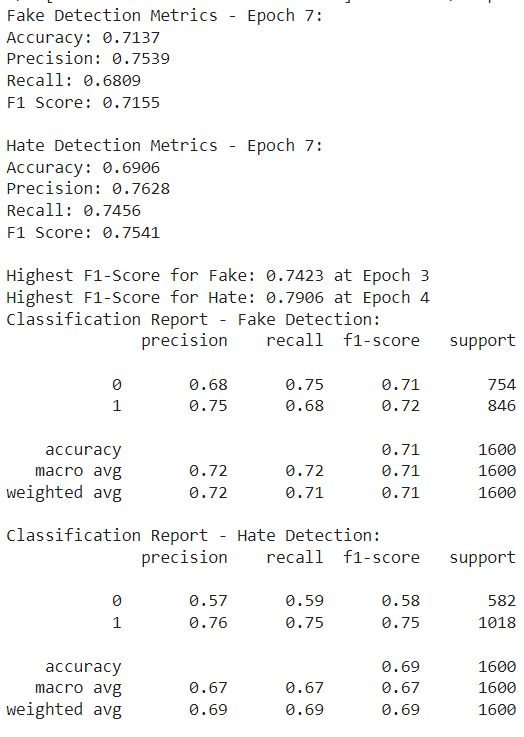 Fake Detection Metrics - Epoch 7:
Accuracy: 0.7137
Precision: 0.7539
Recall: 0.6809
F1 Score: 0.7155
Hate Detection Metrics - Epoch 7:
Accuracy: 0.6906
Precision: 0.7628
Recall: 0.7456
F1 Score: 0.7541
Highest F1-Score for Fake: 0.7423 at Epoch 3
Highest F1-Score for Hate: 0.7906 at Epoch 4
Classification Report - Fake Detection:
precision recall f1-score support
0 0.68 0.75 0.71 754
1 0.75 0.68 0.72 846
accuracy 0.71 1600
macro avg 0.72 0.72 0.71 1600
weighted avg 0.72 0.71 0.71 1600
Classification Report - Hate Detection:
precision recall f1-score support
0 0.57 0.59 0.58 582
1 0.76 0.75 0.75 1018
accuracy 0.69 1600
macro avg 0.67 0.67 0.67 1600
weighted avg 0.69 0.69 0.69 1600